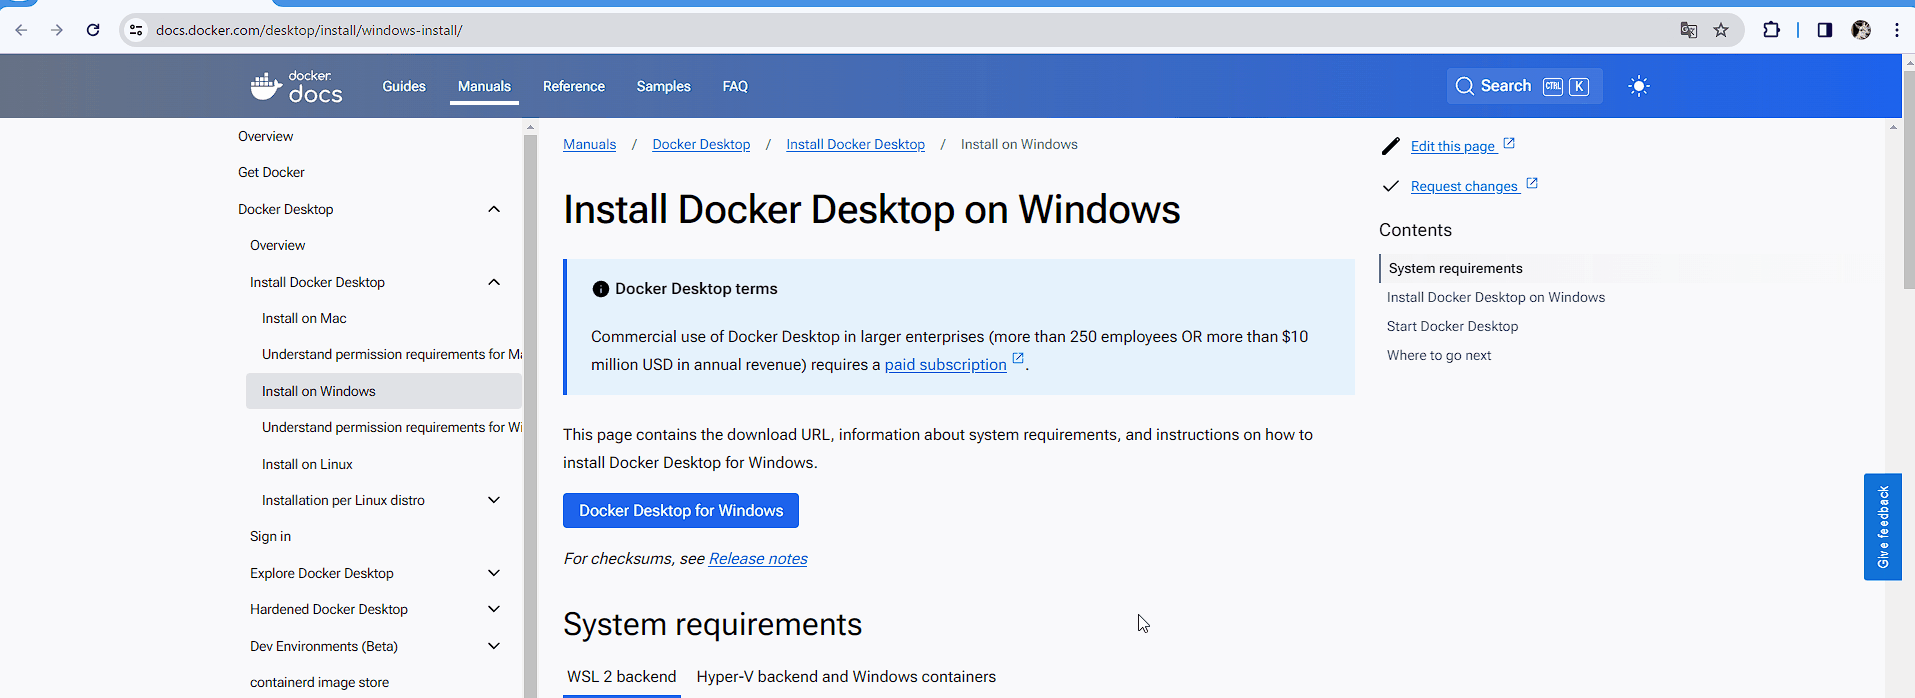 docs.docker.com/desktop/install/windows-install/
docker.
docs
Guides Manuals Reference Samples FAQ
Search CTRL K
Overview
Get Docker
Docker Desktop
Overview
Install Docker Desktop
Install on Mac
Understand permission requirements for Ma
Install on Windows
Understand permission requirements for Wi
Install on Linux
Installation per Linux distro
Sign in
Explore Docker Desktop
Hardened Docker Desktop
Dev Environments (Beta)
containerd image store
Manuals / Docker Desktop / Install Docker Desktop / Install on Windows
Install Docker Desktop on Windows
Docker Desktop terms
Commercial use of Docker Desktop in larger enterprises (more than 250 employees OR more than $10
million USD in annual revenue) requires a paid subscription.
This page contains the download URL, information about system requirements, and instructions on how to
install Docker Desktop for Windows.
Docker Desktop for Windows
For checksums, see Release notes
System requirements
WSL 2 backend Hyper-V backend and Windows containers
Edit this page
Request changes
Contents
System requirements
Install Docker Desktop on Windows
Start Docker Desktop
Where to go next
Give feedback